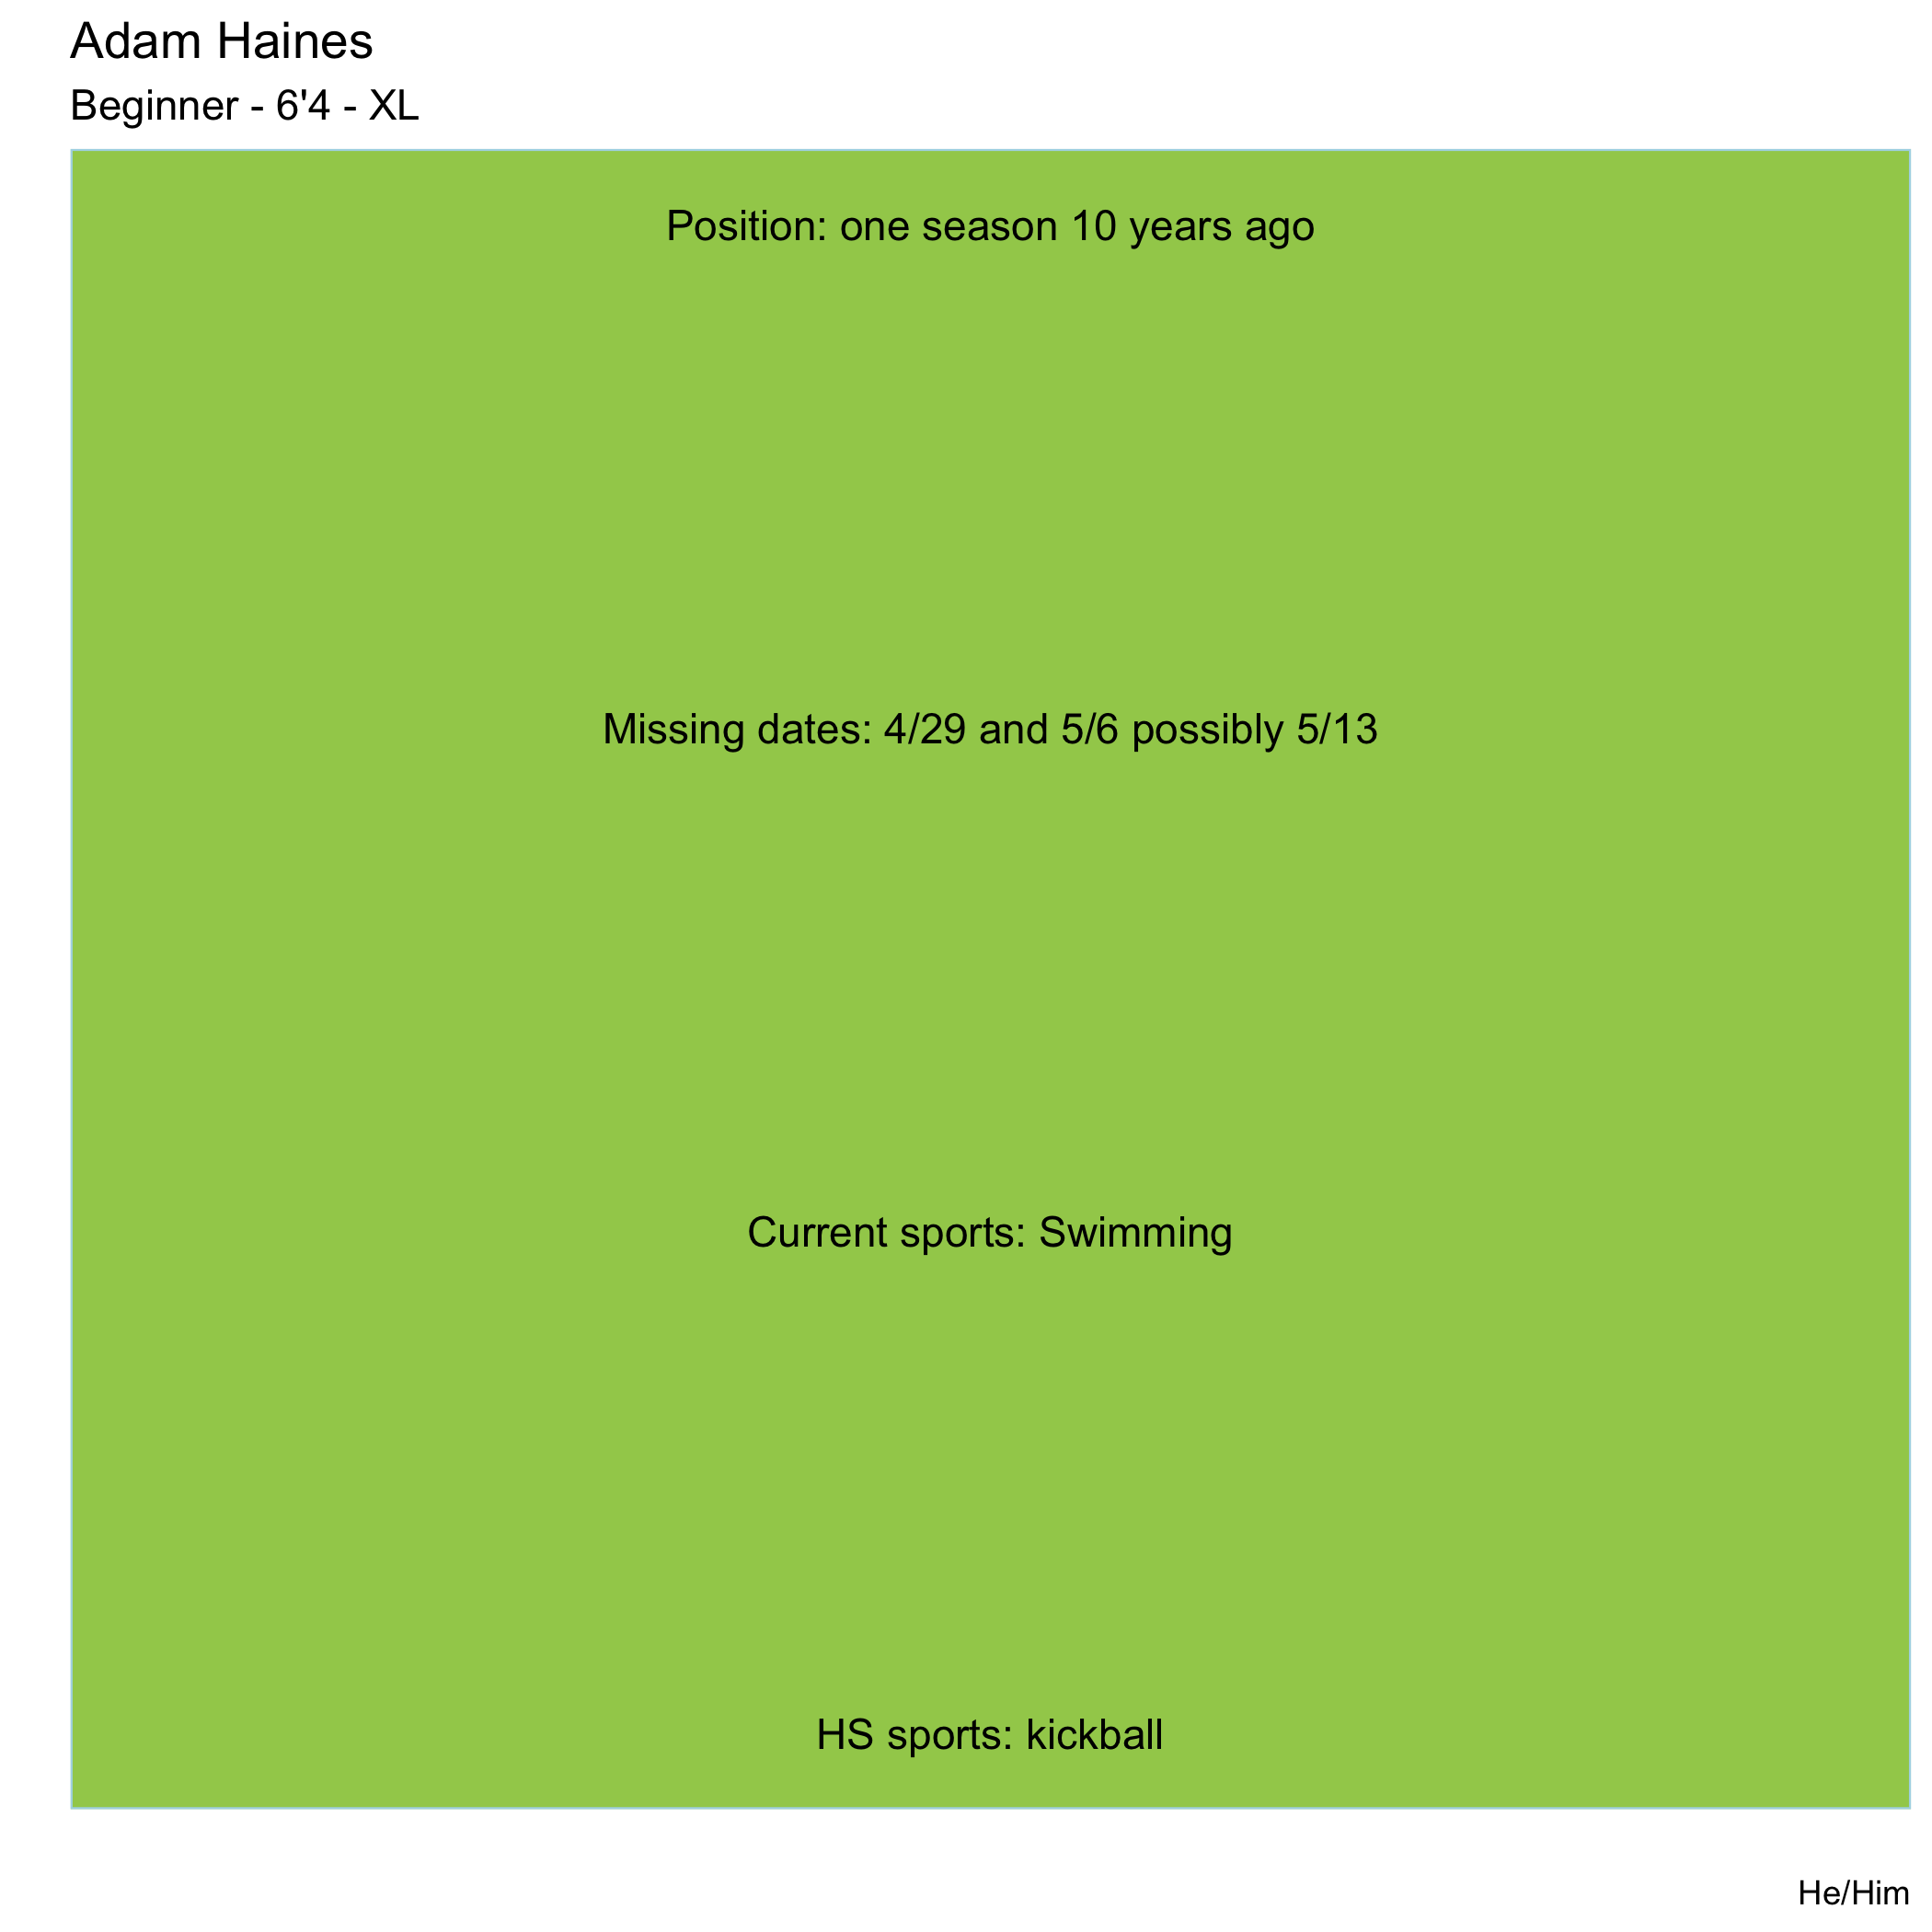 Adam Haines
Beginner - 6'4 - XL
Position: one season 10 years ago
Missing dates: 4/29 and 5/6 possibly 5/13
Current sports: Swimming
HS sports: kickball
He/Him